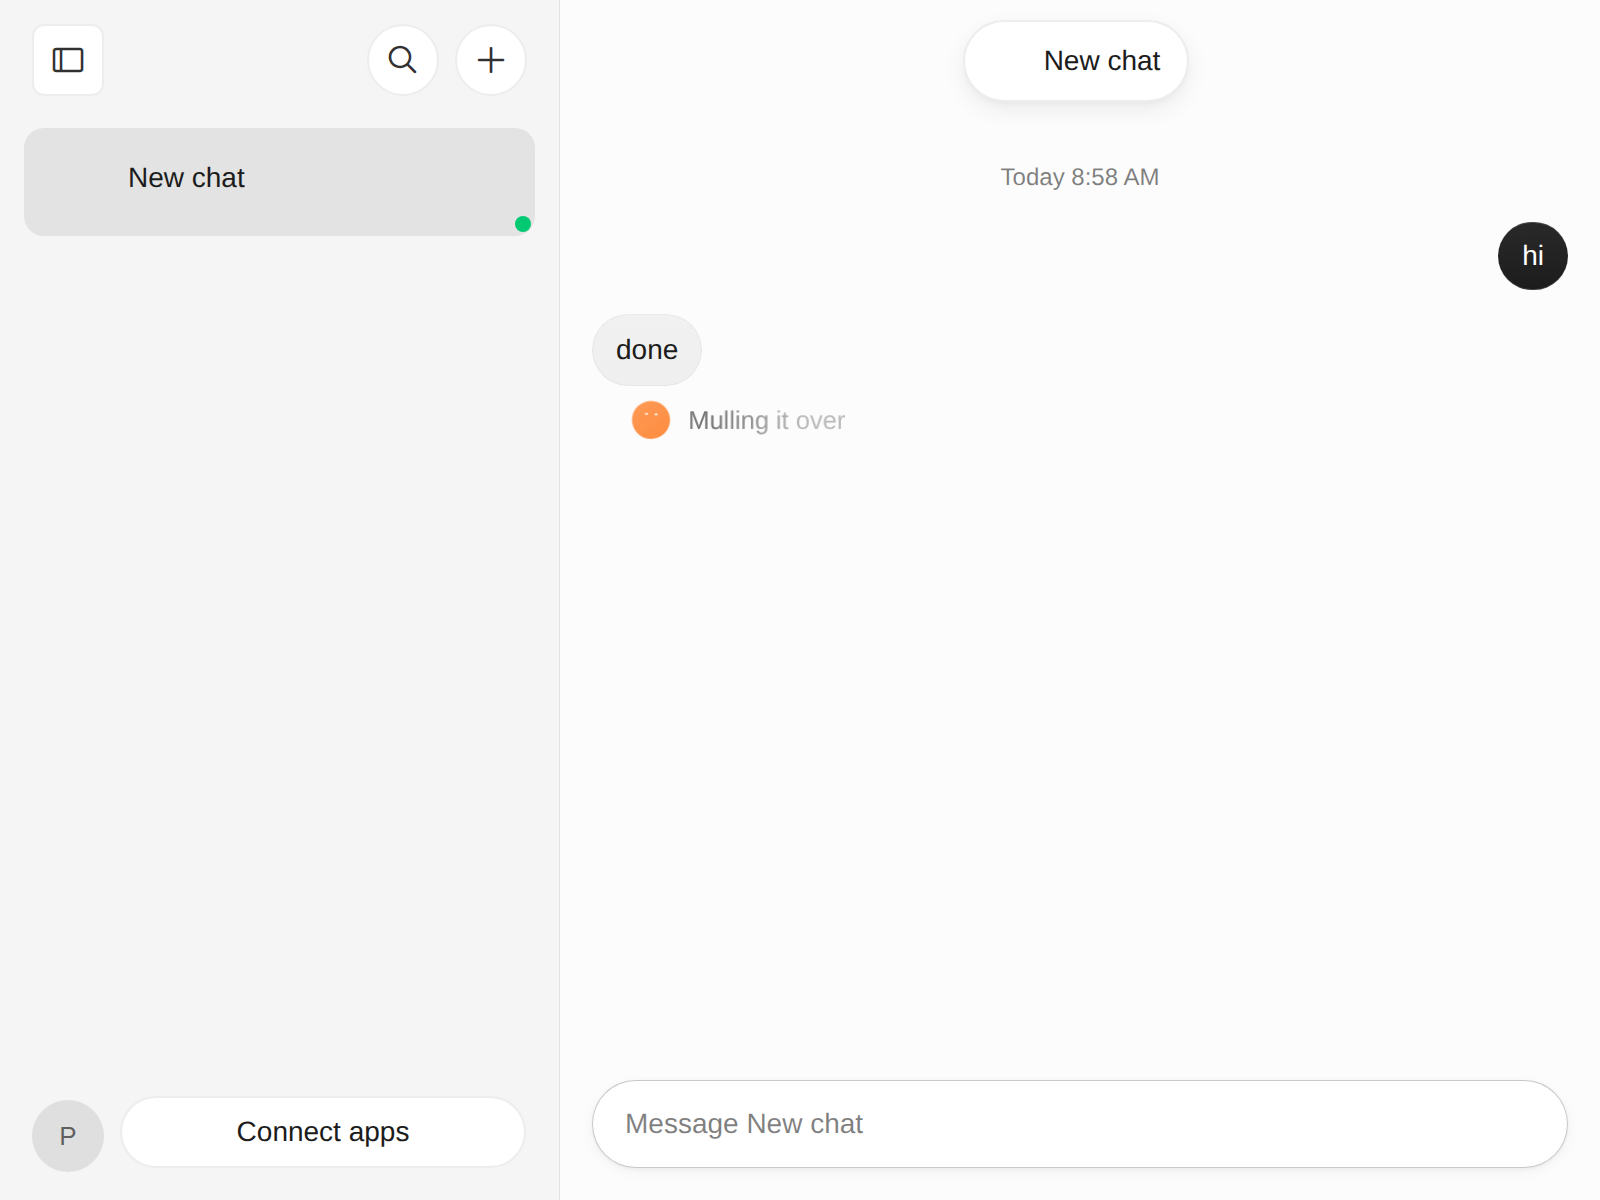 New chat
New chat
Today 8:58 AM
hi
done
Mulling it over
P
Connect apps
Message New chat